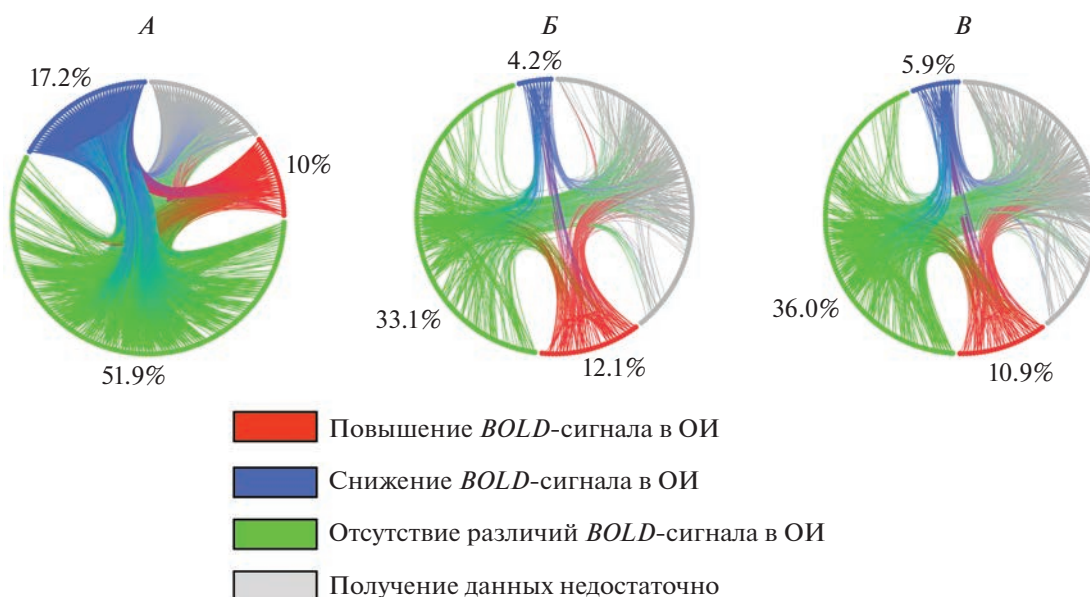 А Б В
17.2% 4.2% 5.9%
10%
33.1% 36.0%
51.9% 12.1% 10.9%
Повышение BOLD-сигнала в ОИ
Снижение BOLD-сигнала в ОИ
Отсутствие различий BOLD-сигнала в ОИ
Получение данных недостаточно